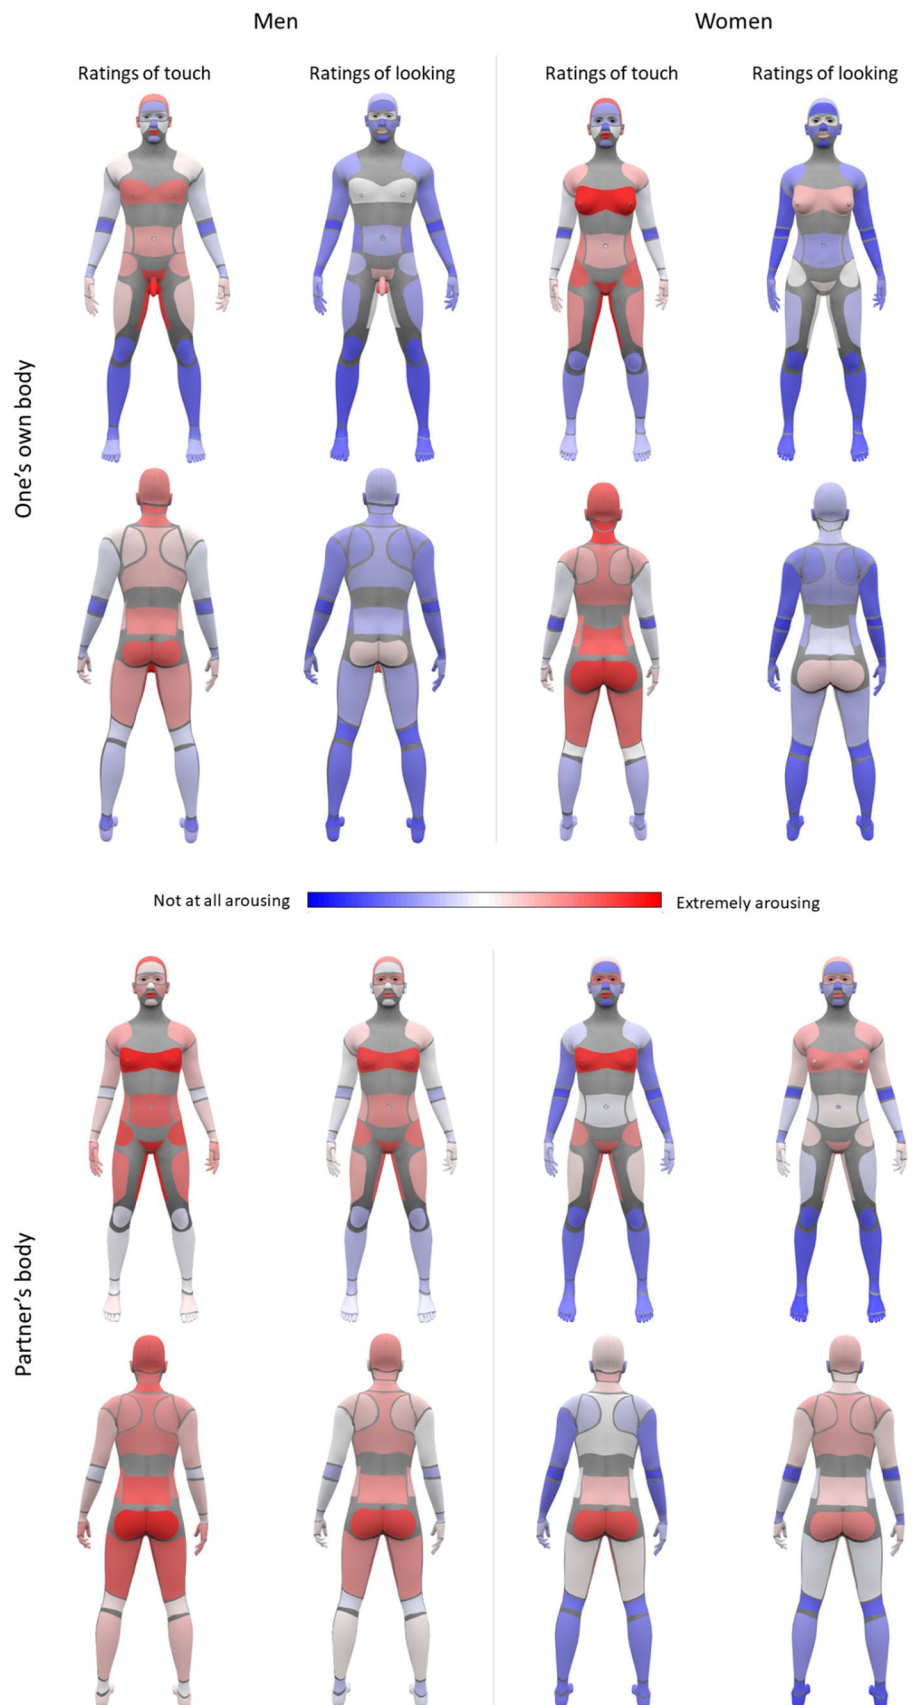 Men
Women
Ratings of touch
Ratings of looking
Ratings of touch
Ratings of looking
One's own body
Not at all arousing
Extremely arousing
Partner's body